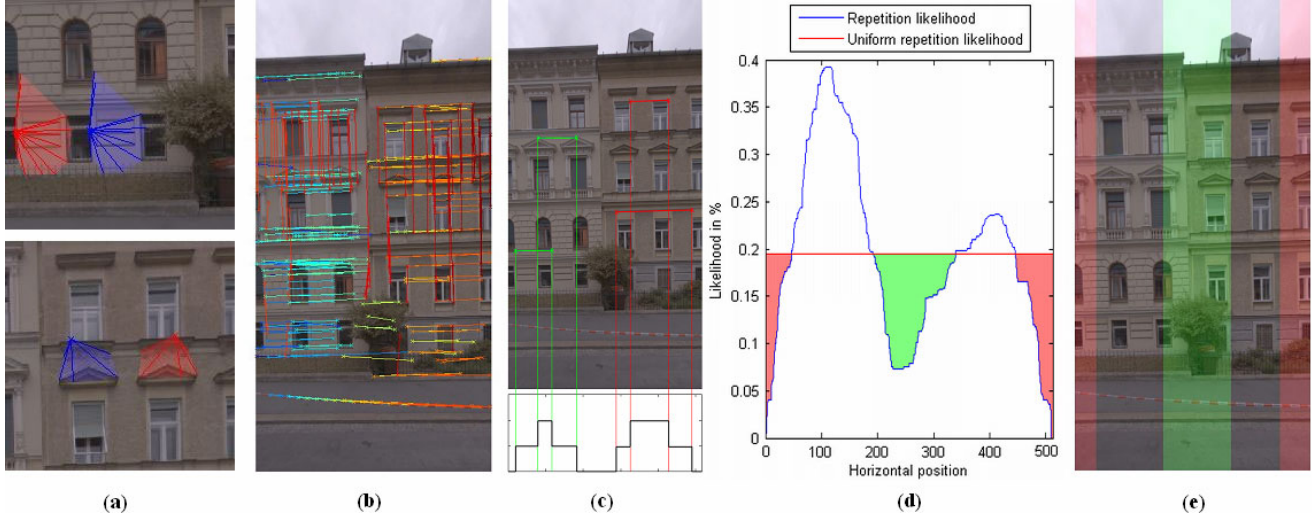 Repetition likelihood
Uniform repetition likelihood
0.4
0.35
0.3
0.25
0.2
0.15
0.1
0.05
0
Likelihood in %
0 100 200 300 400 500
Horizontal position
(a) (b) (c) (d) (e)